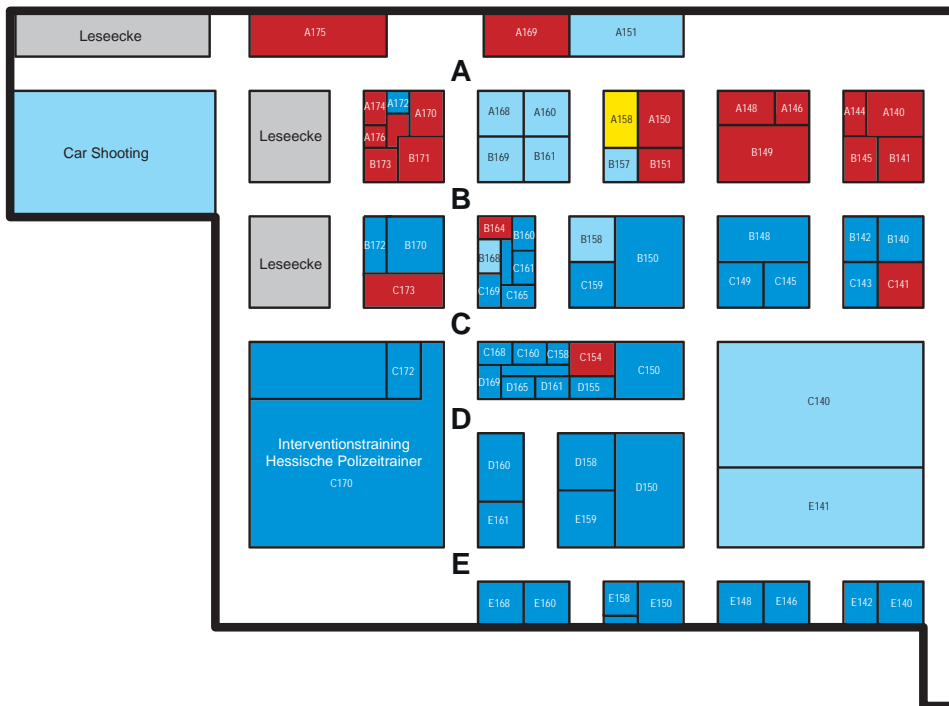 Leseecke
A175
A169
A151
A
Car Shooting
Leseecke
A174
A172
A170
A176
B173
B171
A168
A160
B169
B161
A158
A150
B157
B151
A148
A146
B149
A144
A140
B145
B141
B
Leseecke
B172
B170
C173
B164
B160
B168
C161
C169
C165
B158
B150
C159
B148
C149
C145
B142
B140
C143
C141
C
C172
Interventionstraining
Hessische Polizeitrainer
C170
C168
C160
C158
C154
C150
D169
D165
D161
D155
C140
E141
D
D160
E161
D158
D150
E159
E
E168
E160
E158
E150
E148
E146
E142
E140